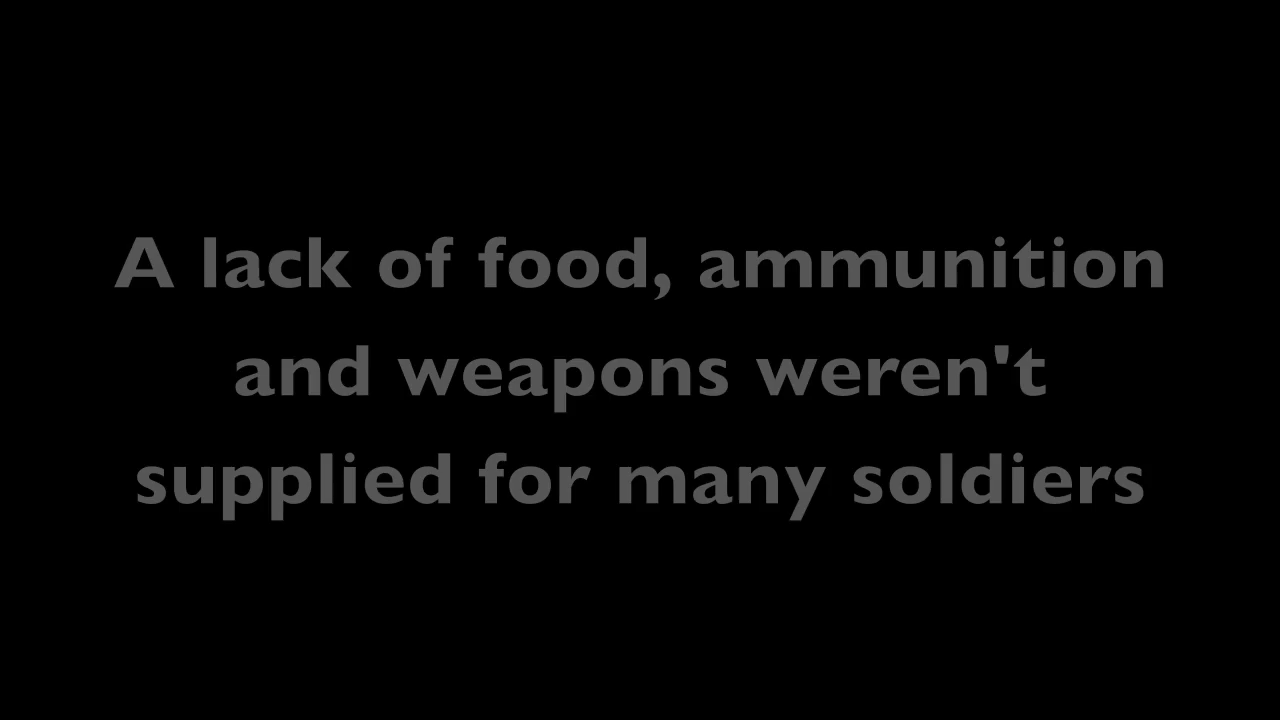 A lack of food, ammunition
and weapons weren't
supplied for many soldiers